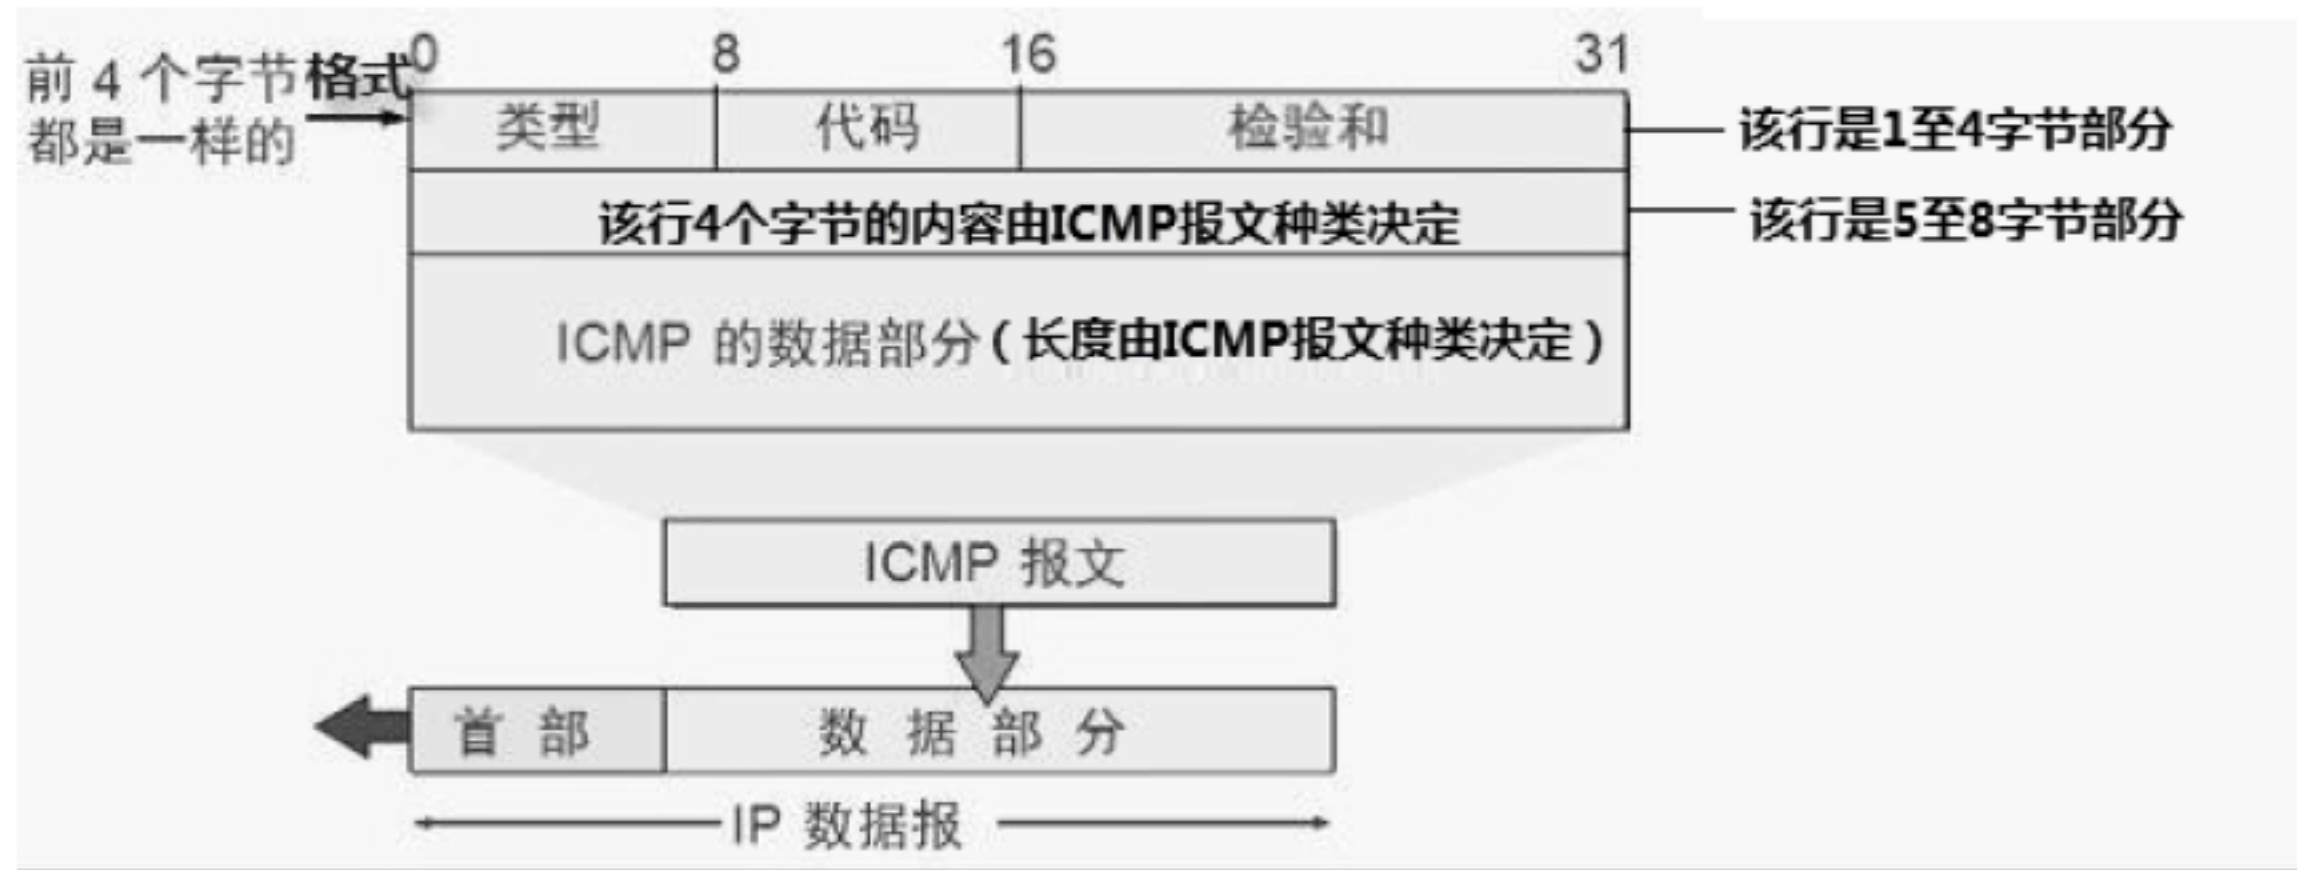 0 8 16 31
前 4 个字节格式
都是一样的
类型 代码 检验和
该行是1至4字节部分
该行4个字节的内容由ICMP报文种类决定
该行是5至8字节部分
ICMP 的数据部分(长度由ICMP报文种类决定)
ICMP 报文
首 部 数 据 部 分
IP 数据报